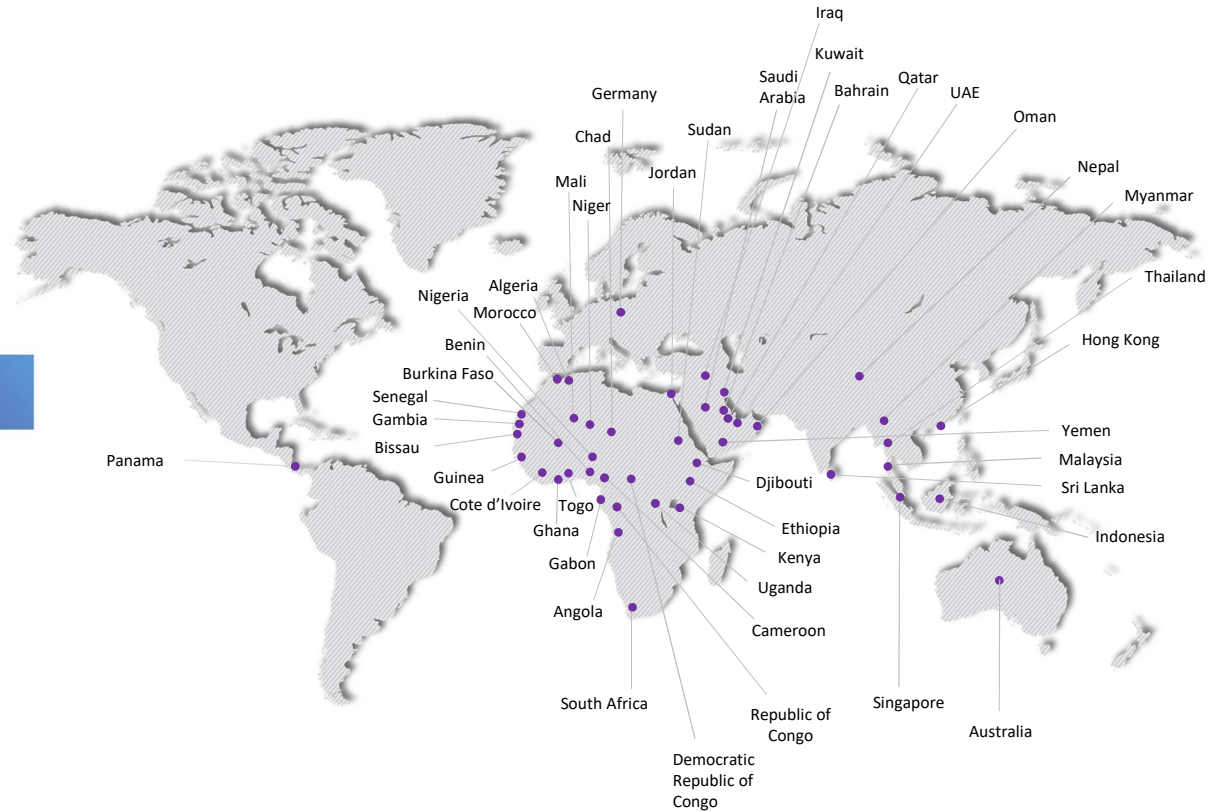 Iraq
Kuwait
Saudi
Arabia
Qatar
Bahrain
UAE
Germany
Oman
Sudan
Chad
Nepal
Jordan
Mali
Myanmar
Niger
Thailand
Algeria
Nigeria
Morocco
Hong Kong
Benin
Burkina Faso
Senegal
Gambia
Yemen
Bissau
Panama
Malaysia
Guinea
Djibouti
Sri Lanka
Cote d’Ivoire
Togo
Ghana
Ethiopia
Indonesia
Kenya
Gabon
Uganda
Angola
Cameroon
South Africa
Singapore
Republic of
Congo
Australia
Democratic
Republic of
Congo